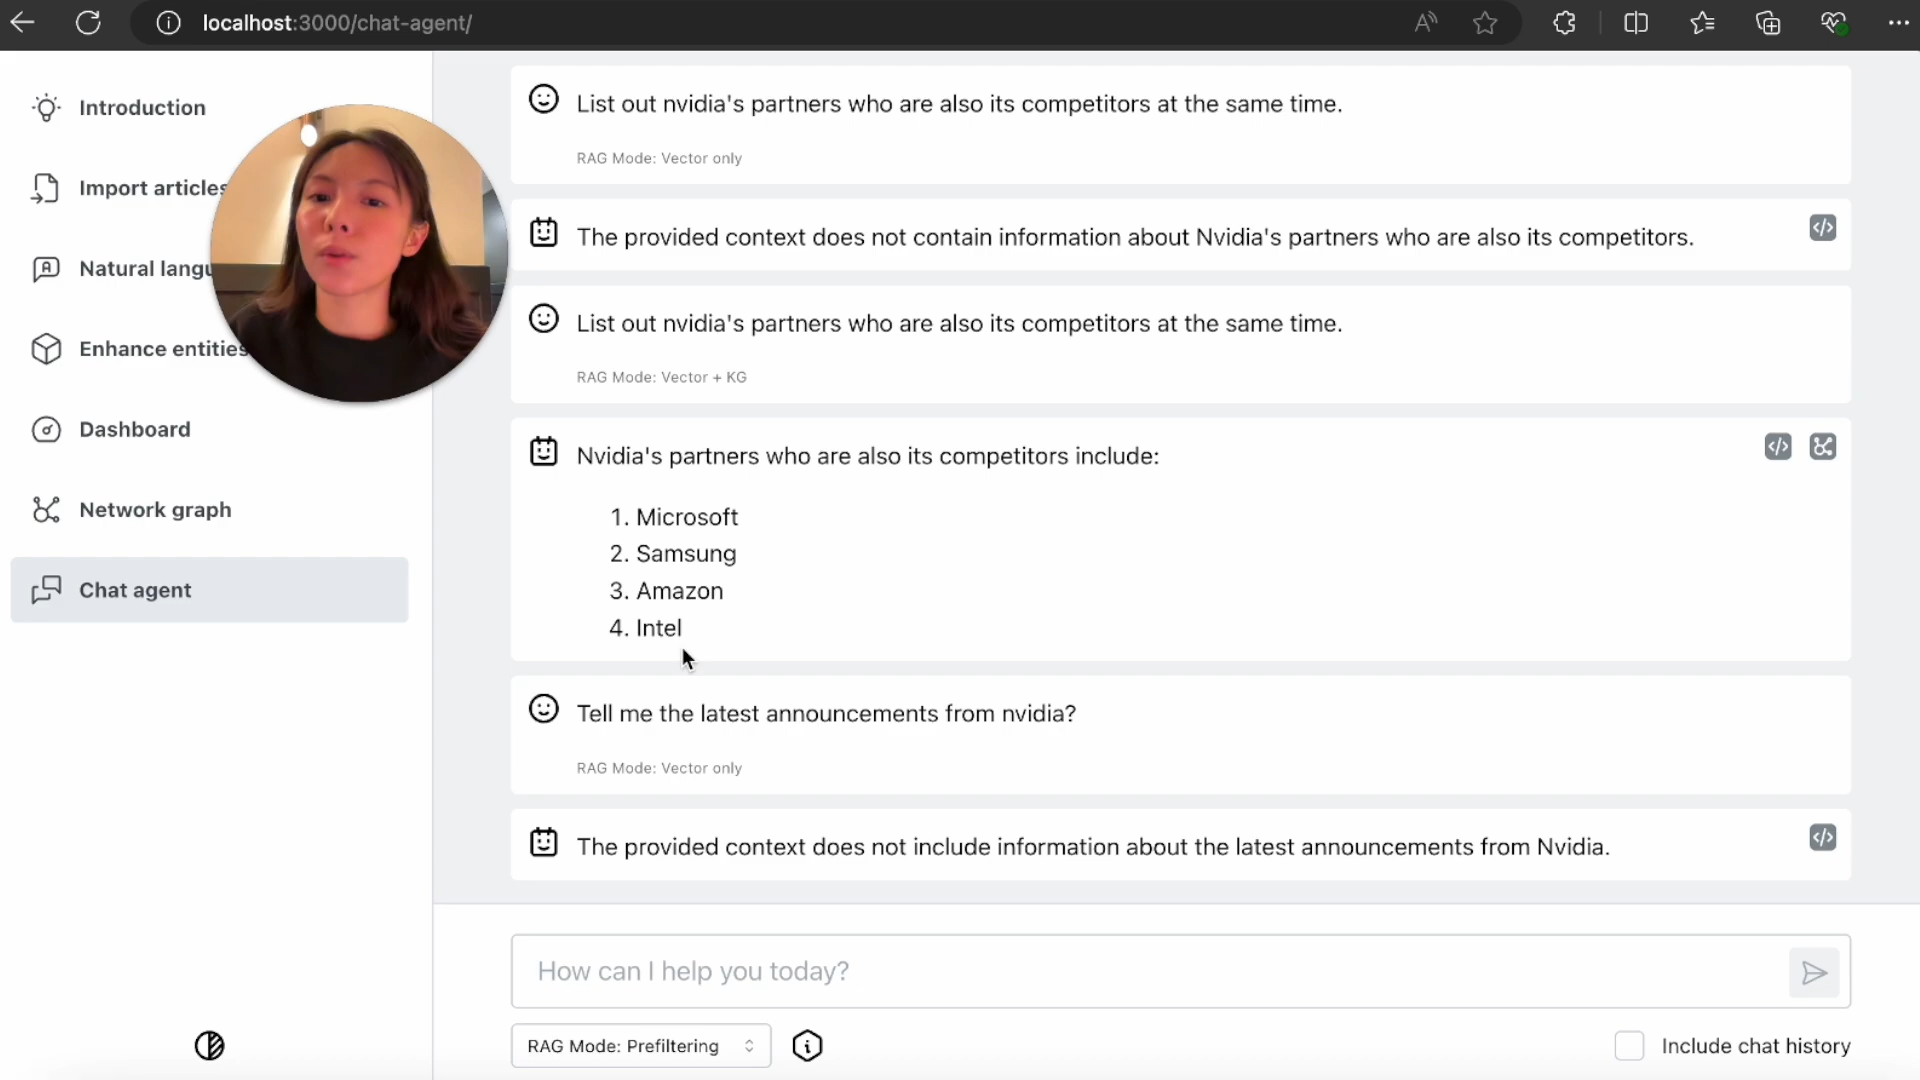 localhost:3000/chat-agent/
Introduction
Import articles
Natural langu
Enhance entities
Dashboard
Network graph
Chat agent
List out nvidia's partners who are also its competitors at the same time.
RAG Mode: Vector only
The provided context does not contain information about Nvidia's partners who are also its competitors.
List out nvidia's partners who are also its competitors at the same time.
RAG Mode: Vector + KG
Nvidia's partners who are also its competitors include:
1. Microsoft
2. Samsung
3. Amazon
4. Intel
Tell me the latest announcements from nvidia?
RAG Mode: Vector only
The provided context does not include information about the latest announcements from Nvidia.
How can I help you today?
RAG Mode: Prefiltering
Include chat history